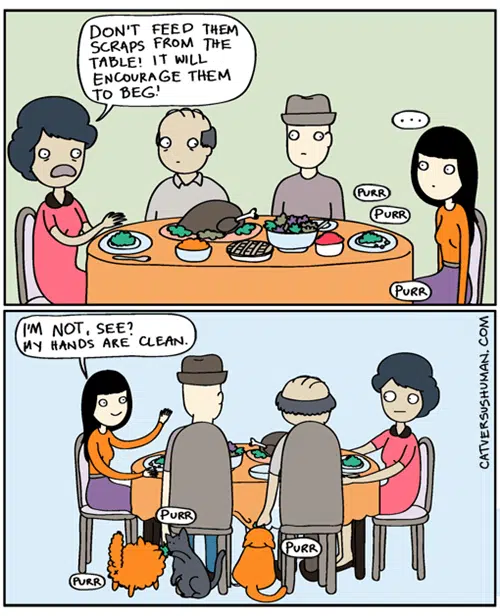 DON'T FEED THEM
SCRAPS FROM THE
TABLE! IT WILL
ENCOURAGE THEM
TO BEG!
...
PURR
PURR
PURR
I'M NOT, SEE?
MY HANDS ARE CLEAN.
CATVERSUSHUMAN.COM
PURR
PURR
PURR